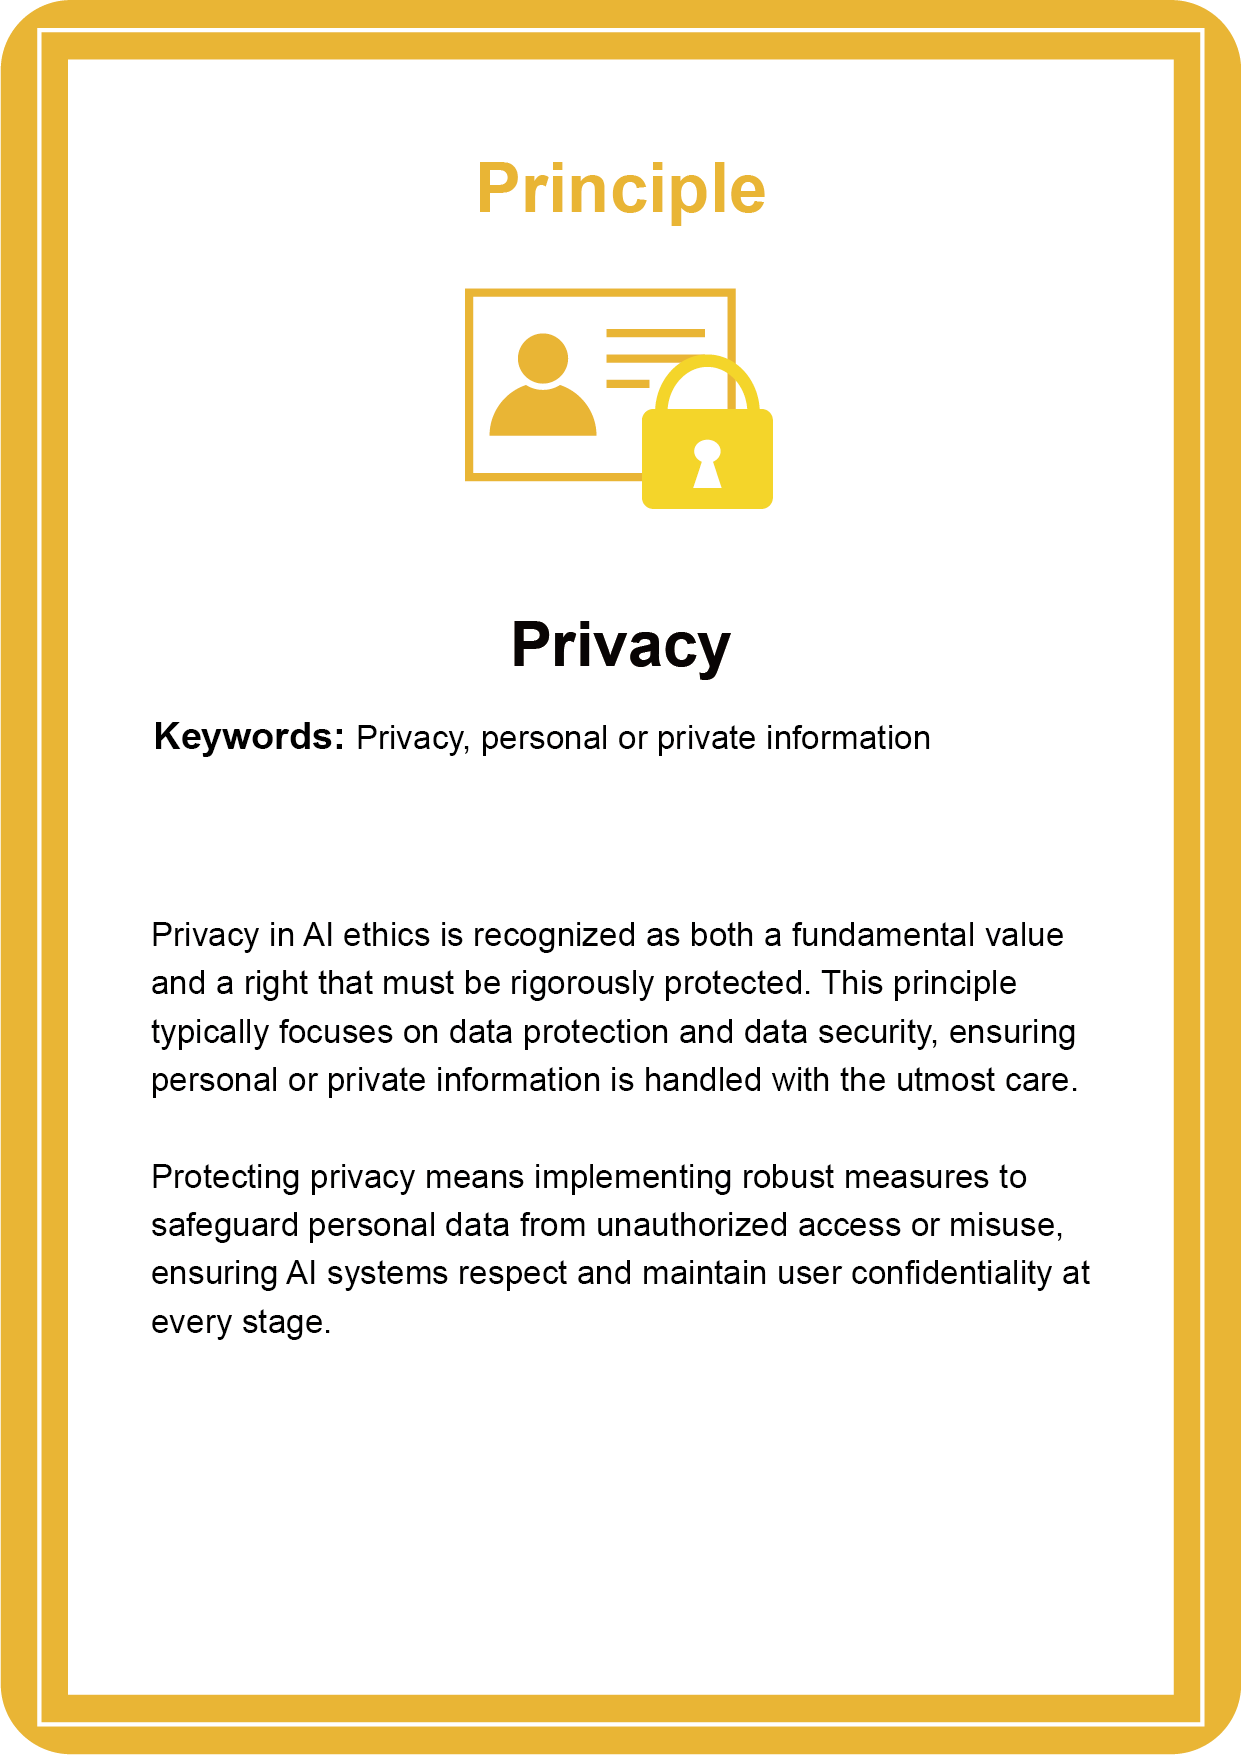 Principle
Privacy
Keywords: Privacy, personal or private information
Privacy in AI ethics is recognized as both a fundamental value
and a right that must be rigorously protected. This principle
typically focuses on data protection and data security, ensuring
personal or private information is handled with the utmost care.
Protecting privacy means implementing robust measures to
safeguard personal data from unauthorized access or misuse,
ensuring AI systems respect and maintain user confidentiality at
every stage.